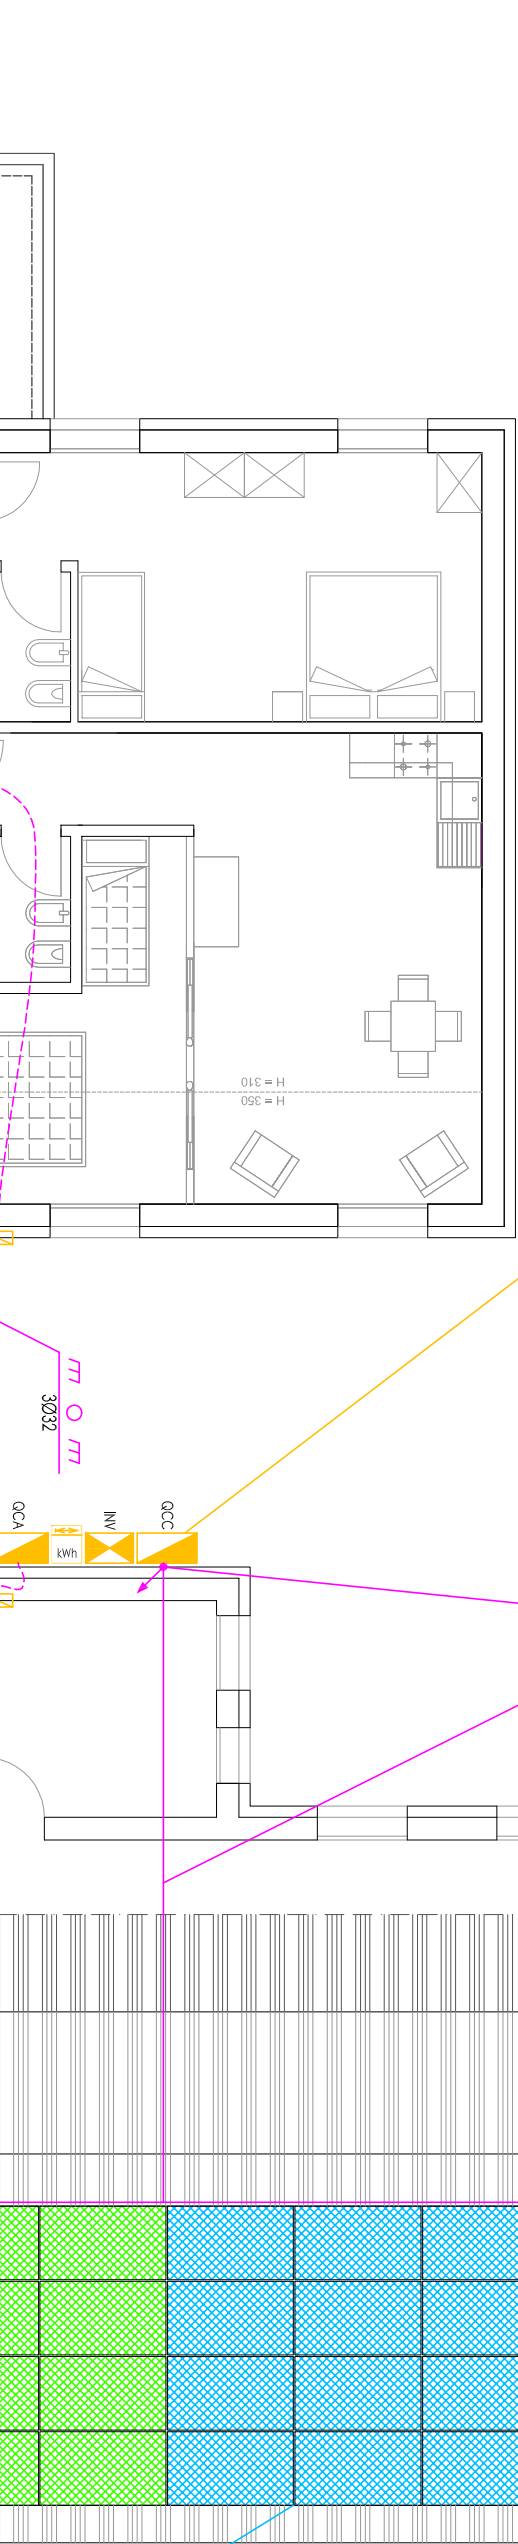 H = 310
H = 350
3Ø32
QCA
INV
QCC
kWh